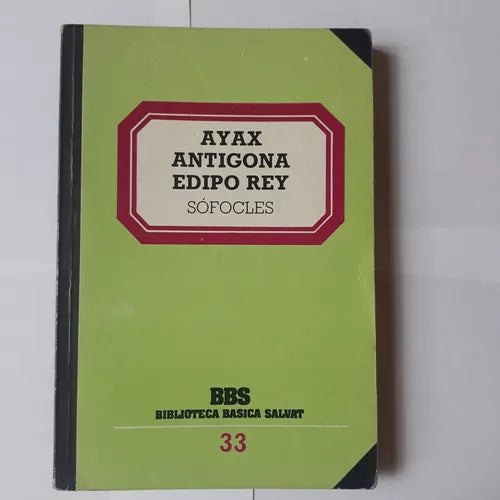 AYAX
ANTIGONA
EDIPO REY
SÓFOCLES
BBS
BIBLIOTECA BASICA SALVAT
33